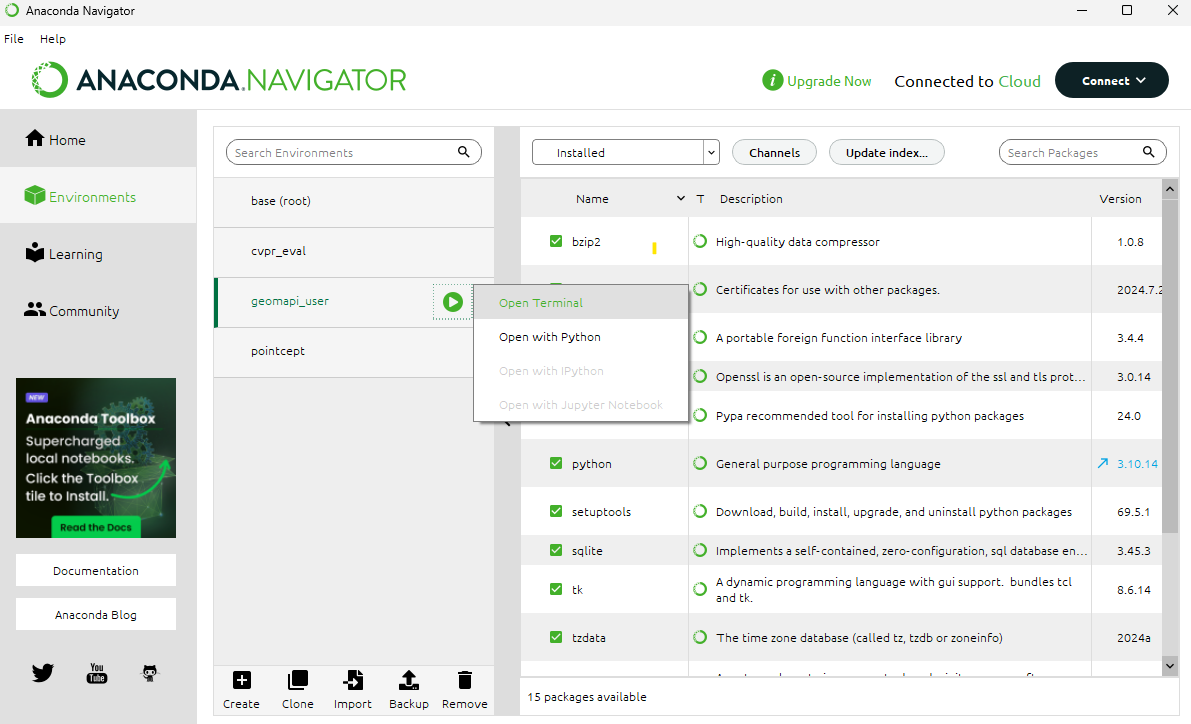 Anaconda Navigator
File Help
ANACONDA.NAVIGATOR
i Upgrade Now
Connected to Cloud
Connect
Home
Environments
Learning
Community
NEW
Anaconda Toolbox
Supercharged
local notebooks.
Click the Toolbox
tile to Install.
Read the Docs
Documentation
Anaconda Blog
You
Tube
Search Environments
base (root)
cvpr_eval
geomapi_user
pointcept
Create Clone Import Backup Remove
Open Terminal
Open with Python
Open with IPython
Open with Jupyter Notebook
Installed Channels Update index... Search Packages
Name T Description Version
bzip2 High-quality data compressor 1.0.8
Certificates for use with other packages. 2024.7.2
A portable foreign function interface library 3.4.4
Openssl is an open-source implementation of the ssl and tls prot... 3.0.14
Pypa recommended tool for installing python packages 24.0
python General purpose programming language 3.10.14
setuptools Download, build, install, upgrade, and uninstall python packages 69.5.1
sqlite Implements a self-contained, zero-configuration, sql database en... 3.45.3
tk A dynamic programming language with gui support. bundles tcl
and tk. 8.6.14
tzdata The time zone database (called tz, tzdb or zoneinfo) 2024a
15 packages available